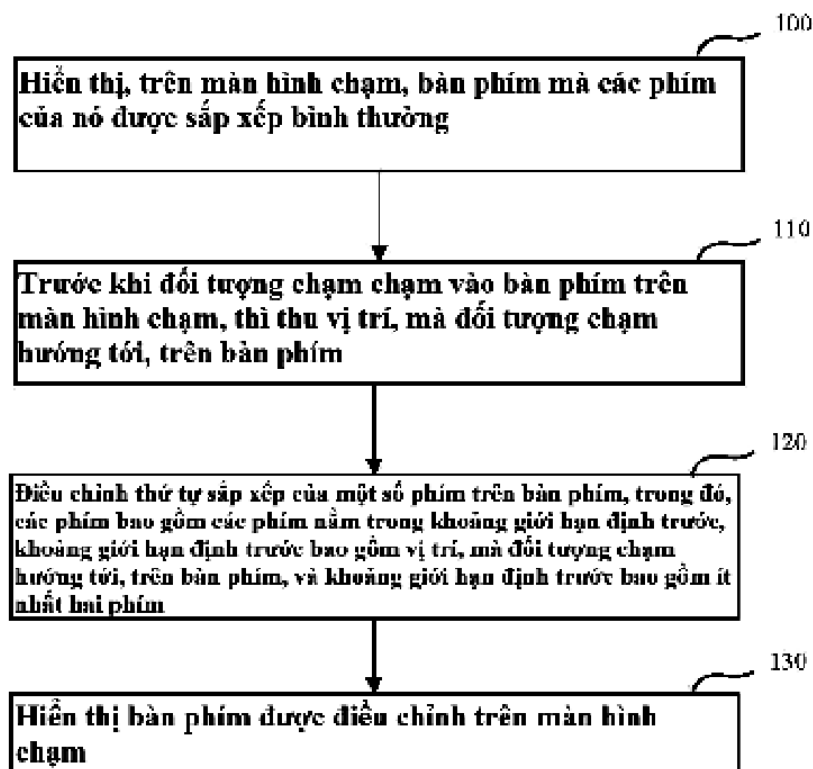 100
Hiển thị, trên màn hình chạm, bàn phím mà các phím
của nó được sắp xếp bình thường
110
Trước khi đối tượng chạm chạm vào bàn phím trên
màn hình chạm, thì thu vị trí, mà đối tượng chạm
hướng tới, trên bàn phím
120
Điều chỉnh thứ tự sắp xếp của một số phím trên bàn phím, trong đó,
các phím bao gồm các phím nằm trong khoảng giới hạn định trước,
khoảng giới hạn định trước bao gồm vị trí, mà đối tượng chạm
hướng tới, trên bàn phím, và khoảng giới hạn định trước bao gồm ít
nhất hai phím
130
Hiển thị bàn phím được điều chỉnh trên màn hình
chạm